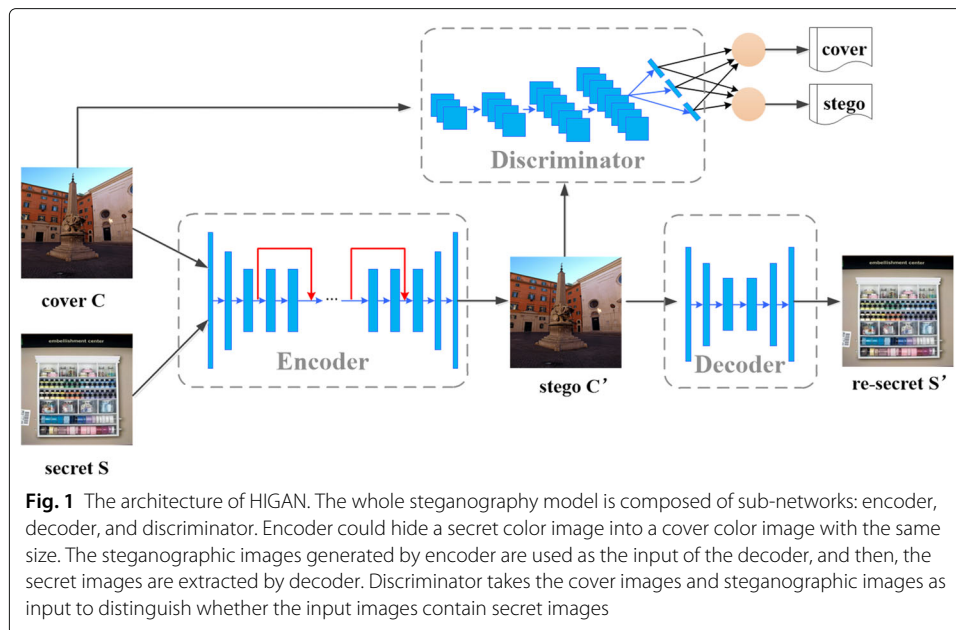 cover
stego
Discriminator
cover C
embellishment center
secret S
...
Encoder
stego C’
Decoder
embellishment center
re-secret S’
Fig. 1 The architecture of HIGAN. The whole steganography model is composed of sub-networks: encoder,
decoder, and discriminator. Encoder could hide a secret color image into a cover color image with the same
size. The steganographic images generated by encoder are used as the input of the decoder, and then, the
secret images are extracted by decoder. Discriminator takes the cover images and steganographic images as
input to distinguish whether the input images contain secret images